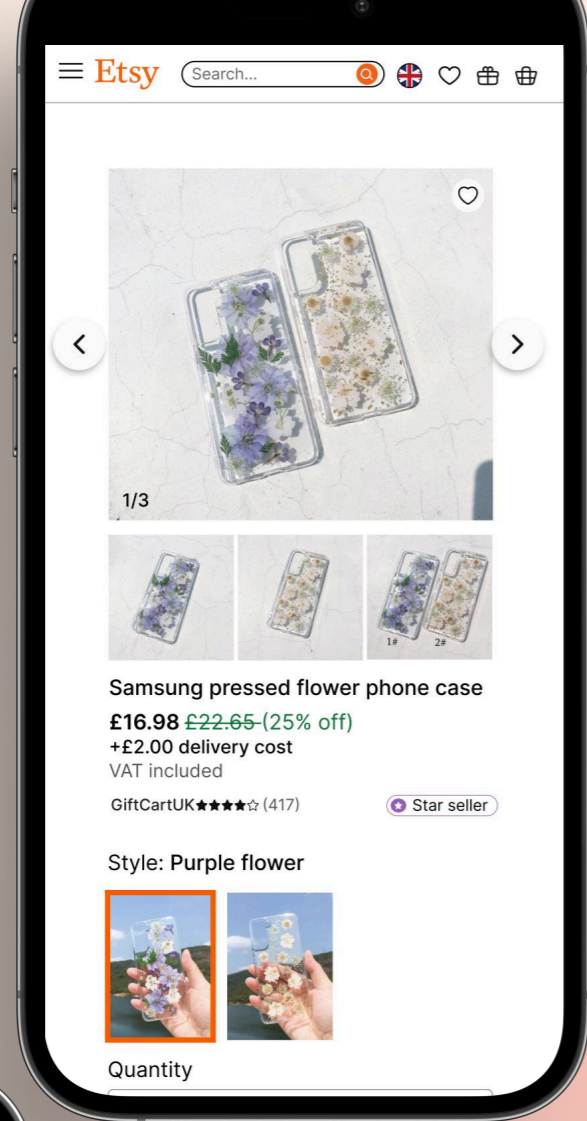 Etsy
Search...
1/3
1# 2#
Samsung pressed flower phone case
£16.98 £22.65 (25% off)
+£2.00 delivery cost
VAT included
GiftCartUK★★★★☆ (417) Star seller
Style: Purple flower
Quantity